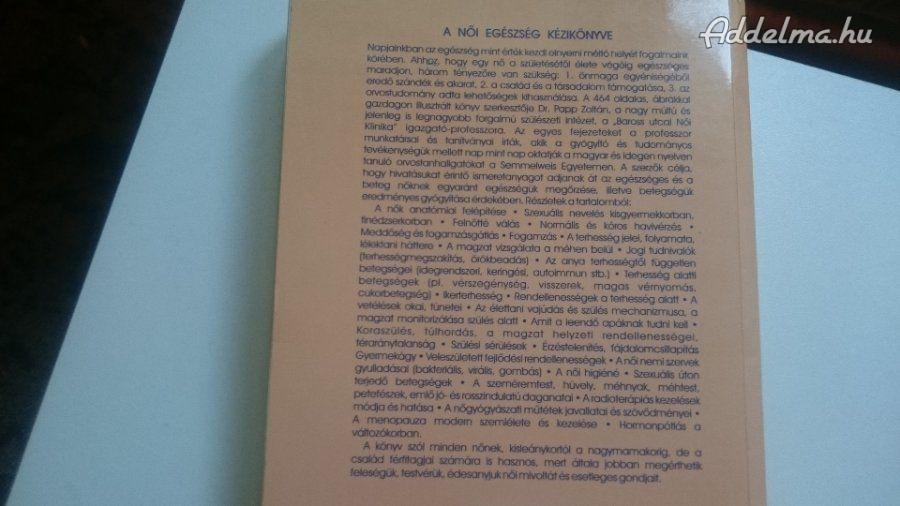 Addelma.hu
A NŐI EGÉSZSÉG KÉZIKÖNYVE
Napjainkban az egészség mint érték kezdi elnyerni méltó helyét fogalmaink
körében. Ahhoz, hogy egy nő a születésétől élete végéig egészséges
maradjon, három tényezőre van szükség: 1. önmaga egyéniségéből
eredő szándék és akarat, 2. a család és a társadalom támogatása, 3. az
orvostudomány adta lehetőségek kihasználása. A 464 oldalas, ábrákkal
gazdagon illusztrált könyv szerkesztője Dr. Papp Zoltán, a nagy múltú és
jelenleg is legnagyobb forgalmú szülészeti intézet, a „Baross utcai Női
Klinika" igazgató-professzora. Az egyes fejezeteket a professzor
munkatársai és tanítványai írták, akik a gyógyító és tudományos
tevékenységük mellett nap mint nap oktatják a magyar és idegen nyelven
tanuló orvostanhallgatókat a Semmelweis Egyetemen. A szerzők célja,
hogy hivatásukat érintő ismeretanyagot adjanak át az egészséges és a
beteg nőknek egyaránt egészségük megőrzése, illetve betegségük
eredményes gyógyítása érdekében. Részletek a tartalomból:
A nők anatómiai felépítése • Szexuális nevelés kisgyermekkorban,
tinédzserkorban • Felnőtté válás • Normális és kóros havivérzés •
Meddőség és fogamzásgátlás • Fogamzás • A terhesség jelei, folyamata,
lélektani háttere • A magzat vizsgálata a méhen belül • Jogi tudnivalók
(terhességmegszakítás, örökbeadás) • Az anya terhességtől független
betegségei (idegrendszeri, keringési, autoimmun stb.) • Terhesség alatti
betegségek (pl. vérszegénység, visszerek, magas vérnyomás,
cukorbetegség) • Ikerterhesség • Rendellenességek a terhesség alatt • A
vetélések okai, tünetei • Az élettani vajúdás és szülés mechanizmusa, a
magzat monitorizálása szülés alatt • Amit a leendő apáknak tudni kell •
Koraszülés, túlhordás, a magzat helyzeti rendellenességei,
téraránytalanság • Szülési sérülések • Érzéstelenítés, fájdalomcsillapítás
Gyermekágy • Veleszületett fejlődési rendellenességek • A női nemi szervek
gyulladásai (bakteriális, virális, gombás) • A női higiéné • Szexuális úton
terjedő betegségek • A szeméremtest, hüvely, méhnyak, méhtest,
petefészek, emlő jó- és rosszindulatú daganatai • A radioterápiás kezelések
módja és hatása • A nőgyógyászati műtétek javallatai és szövődményei •
A menopauza modern szemlélete és kezelése • Hormonpótlás a
változókorban.
A könyv szól minden nőnek, kisleánykortól a nagymamakorig, de a
család férfitagjai számára is hasznos, mert általa jobban megérthetik
feleségük, testvérük, édesanyjuk női mivoltát és esetleges gondjait.